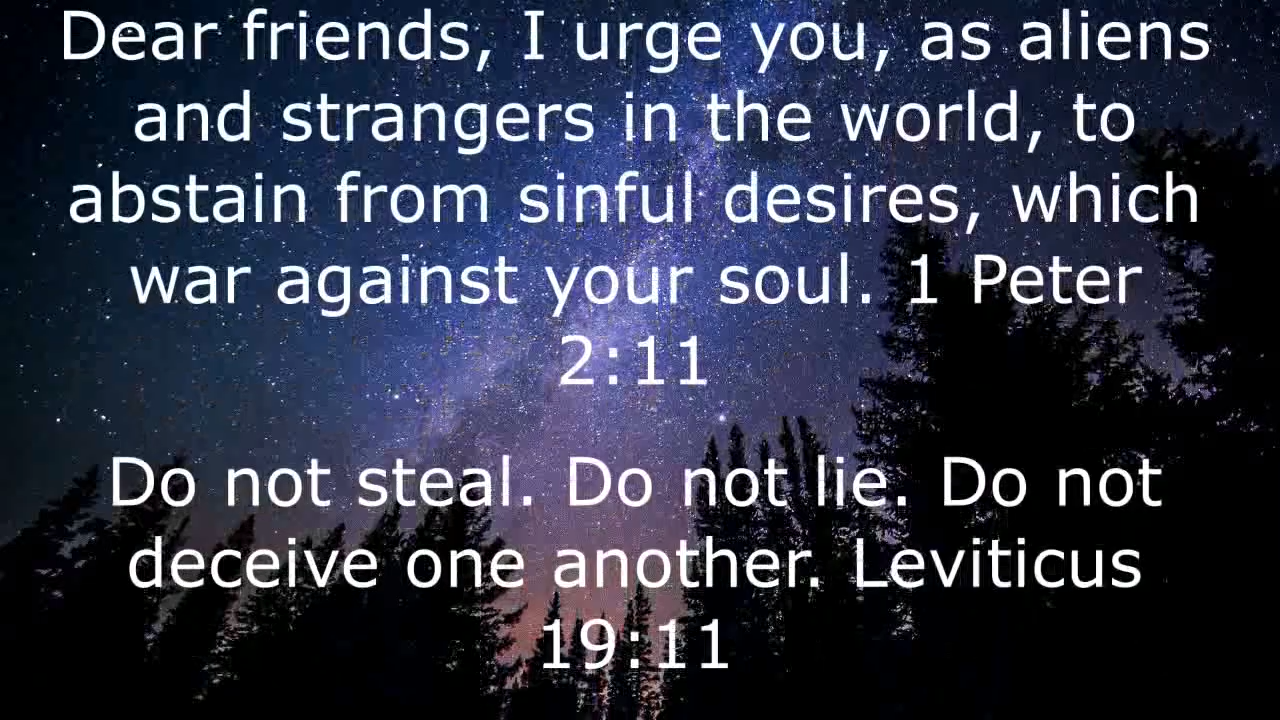 Dear friends, I urge you, as aliens
and strangers in the world, to
abstain from sinful desires, which
war against your soul. 1 Peter
2:11
Do not steal. Do not lie. Do not
deceive one another. Leviticus
19:11